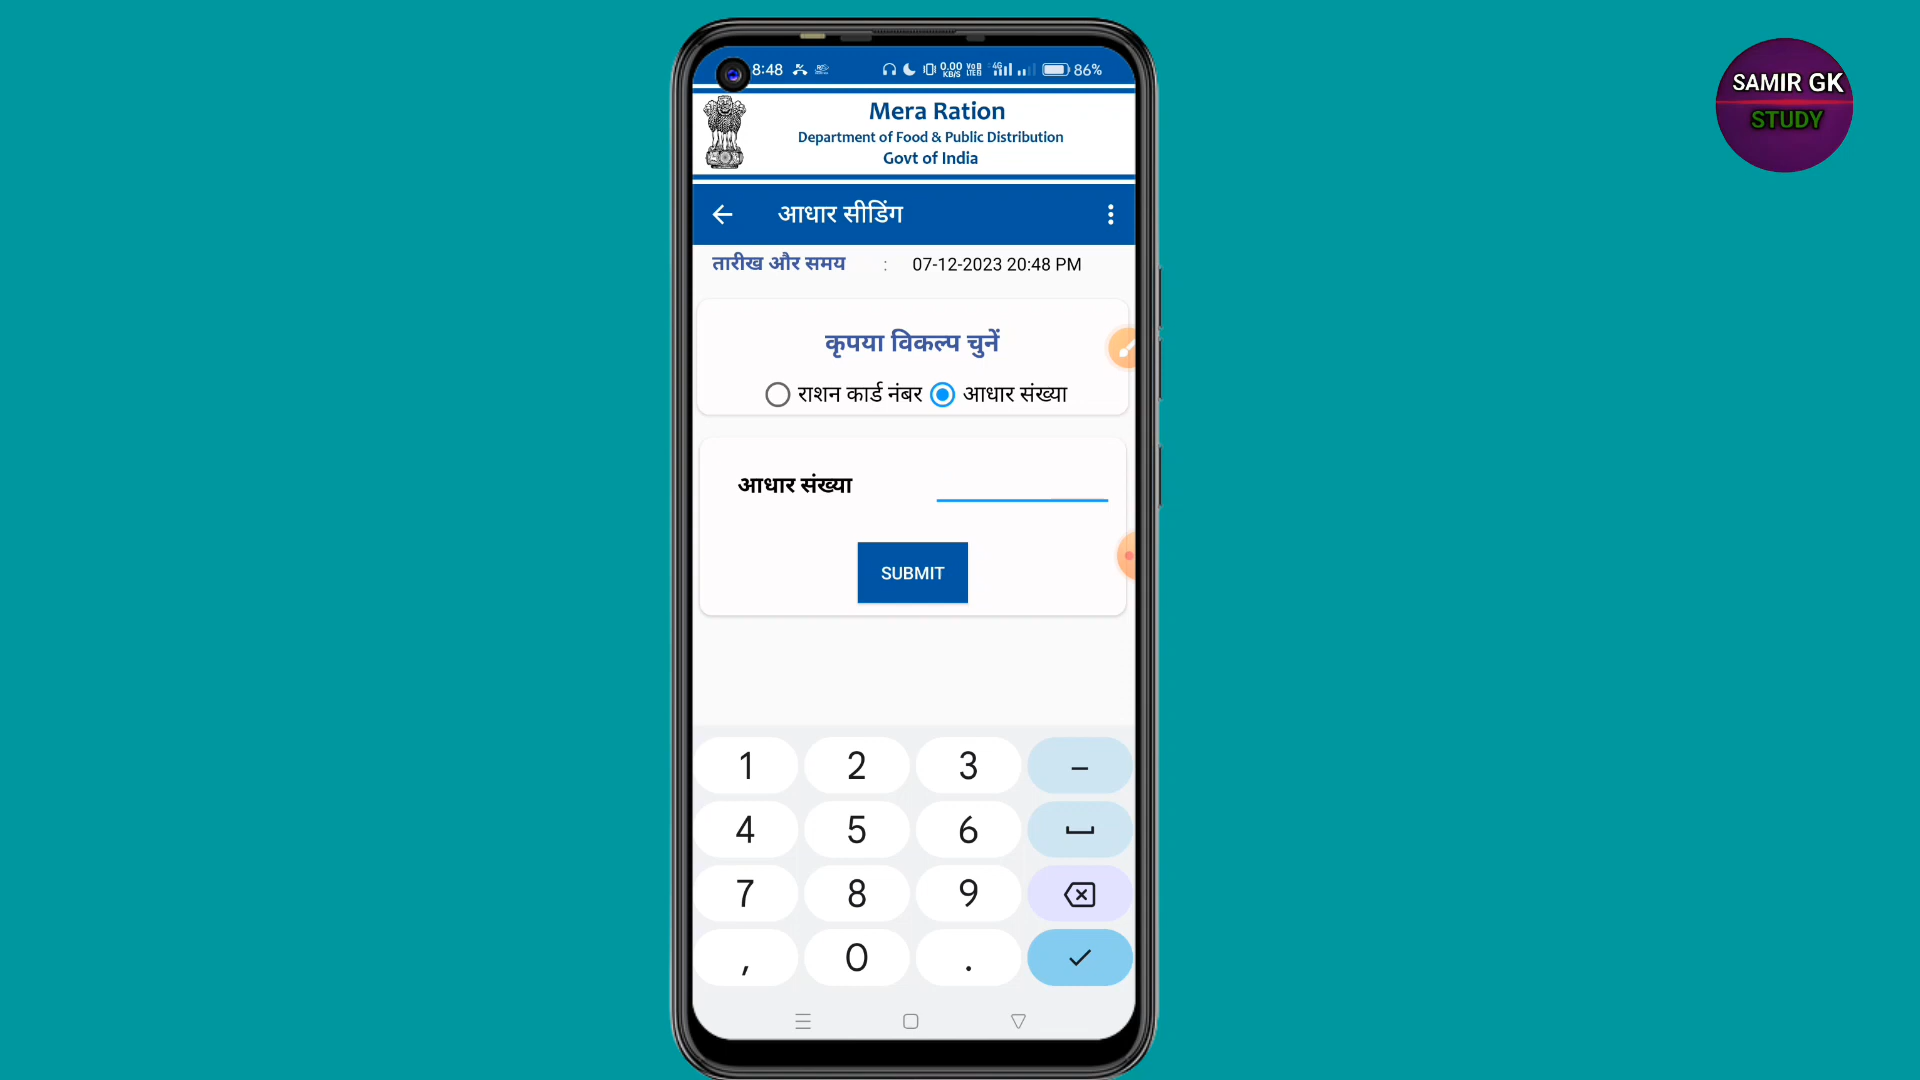 SAMIR GK
STUDY
8:48
0.00
KB/S
4G
86%
Mera Ration
Department of Food & Public Distribution
Govt of India
आधार सीडिंग
तारीख और समय : 07-12-2023 20:48 PM
कृपया विकल्प चुनें
राशन कार्ड नंबर आधार संख्या
आधार संख्या
SUBMIT
1 2 3 –
4 5 6
7 8 9
, 0 .